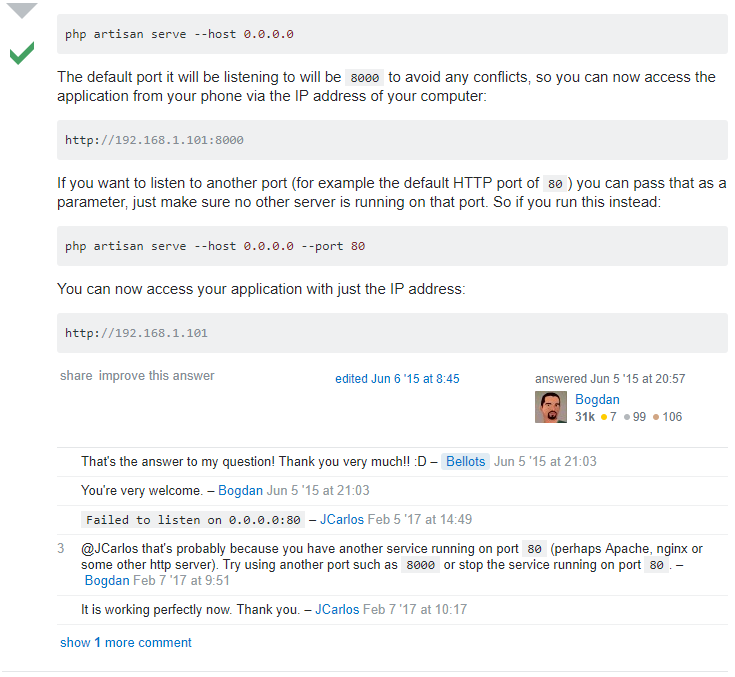 php artisan serve --host 0.0.0.0
The default port it will be listening to will be 8000 to avoid any conflicts, so you can now access the
application from your phone via the IP address of your computer:
http://192.168.1.101:8000
If you want to listen to another port (for example the default HTTP port of 80 ) you can pass that as a
parameter, just make sure no other server is running on that port. So if you run this instead:
php artisan serve --host 0.0.0.0 --port 80
You can now access your application with just the IP address:
http://192.168.1.101
share improve this answer
edited Jun 6 '15 at 8:45
answered Jun 5 '15 at 20:57
Bogdan
31k 7 99 106
That's the answer to my question! Thank you very much!! :D – Bellots Jun 5 '15 at 21:03
You're very welcome. – Bogdan Jun 5 '15 at 21:03
Failed to listen on 0.0.0.0:80 – JCarlos Feb 5 '17 at 14:49
3 @JCarlos that's probably because you have another service running on port 80 (perhaps Apache, nginx or
some other http server). Try using another port such as 8000 or stop the service running on port 80 . –
Bogdan Feb 7 '17 at 9:51
It is working perfectly now. Thank you. – JCarlos Feb 7 '17 at 10:17
show 1 more comment